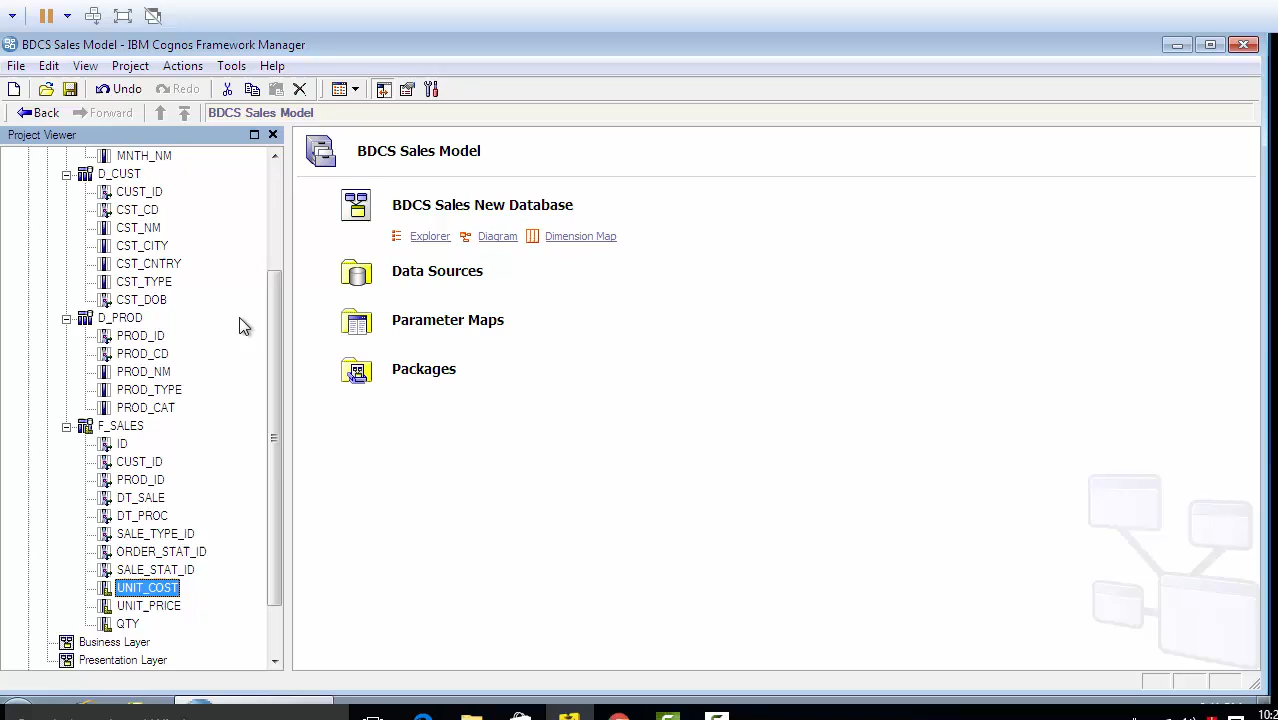 BDCS Sales Model - IBM Cognos Framework Manager
File Edit View Project Actions Tools Help
Undo Redo
Back Forward BDCS Sales Model
Project Viewer
MNTH_NM
D_CUST
CUST_ID
CST_CD
CST_NM
CST_CITY
CST_CNTRY
CST_TYPE
CST_DOB
D_PROD
PROD_ID
PROD_CD
PROD_NM
PROD_TYPE
PROD_CAT
F_SALES
ID
CUST_ID
PROD_ID
DT_SALE
DT_PROC
SALE_TYPE_ID
ORDER_STAT_ID
SALE_STAT_ID
UNIT_COST
UNIT_PRICE
QTY
Business Layer
Presentation Layer
BDCS Sales Model
BDCS Sales New Database
Explorer Diagram Dimension Map
Data Sources
Parameter Maps
Packages